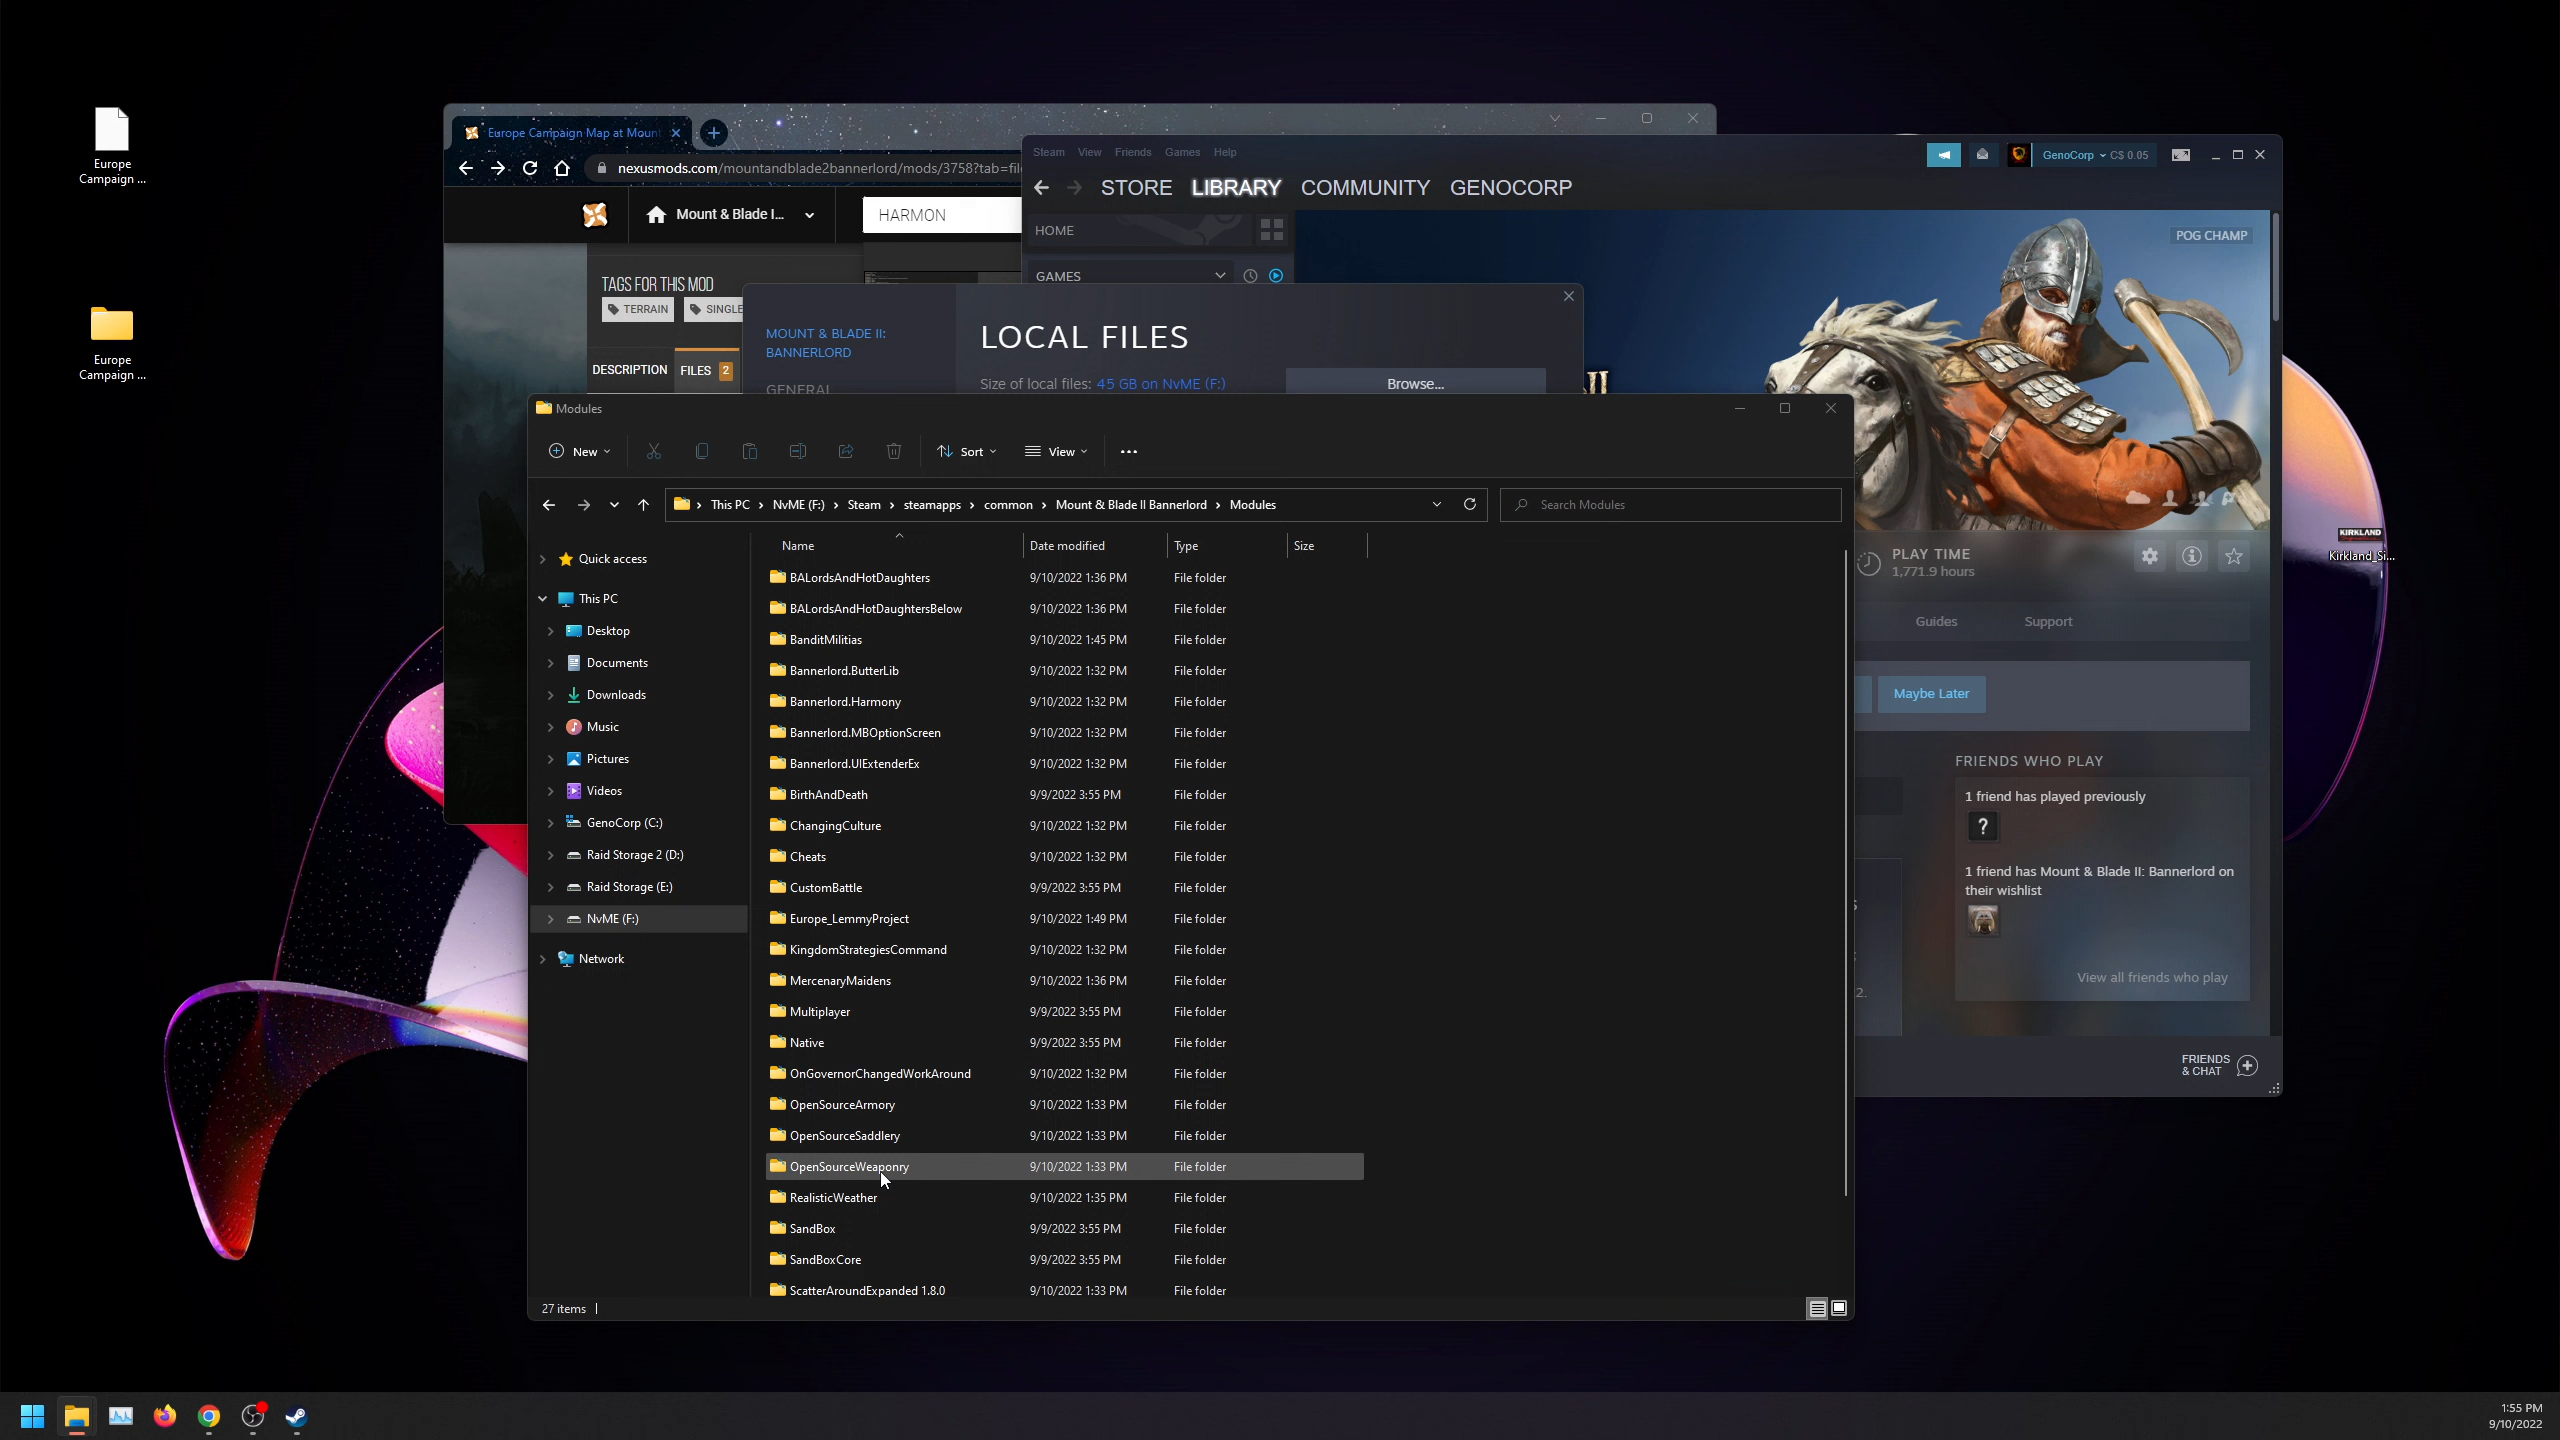 Europe
Campaign ...
Europe
Campaign ...
Europe Campaign Map at Mount
nexusmods.com/mountandblade2bannerlord/mods/3758?tab=fil
Mount & Blade I...
HARMON
TAGS FOR THIS MOD
TERRAIN
SINGLE
DESCRIPTION
FILES 2
Steam View Friends Games Help
GenoCorp C$ 0.05
STORE LIBRARY COMMUNITY GENOCORP
HOME
GAMES
POG CHAMP
MOUNT & BLADE II:
BANNERLORD
GENERAL
LOCAL FILES
Size of local files: 45 GB on NvME (F:)
Browse...
II
PLAY TIME
1,771.9 hours
Guides
Support
Maybe Later
FRIENDS WHO PLAY
1 friend has played previously
?
1 friend has Mount & Blade II: Bannerlord on
their wishlist
View all friends who play
2.
FRIENDS
& CHAT
KIRKLAND
Kirkland_Si...
Modules
New
Sort
View
This PC > NvME (F:) > Steam > steamapps > common > Mount & Blade II Bannerlord > Modules
Search Modules
Quick access
This PC
Desktop
Documents
Downloads
Music
Pictures
Videos
GenoCorp (C:)
Raid Storage 2 (D:)
Raid Storage (E:)
NvME (F:)
Network
Name Date modified Type Size
BALordsAndHotDaughters 9/10/2022 1:36 PM File folder
BALordsAndHotDaughtersBelow 9/10/2022 1:36 PM File folder
BanditMilitias 9/10/2022 1:45 PM File folder
Bannerlord.ButterLib 9/10/2022 1:32 PM File folder
Bannerlord.Harmony 9/10/2022 1:32 PM File folder
Bannerlord.MBOptionScreen 9/10/2022 1:32 PM File folder
Bannerlord.UIExtenderEx 9/10/2022 1:32 PM File folder
BirthAndDeath 9/9/2022 3:55 PM File folder
ChangingCulture 9/10/2022 1:32 PM File folder
Cheats 9/10/2022 1:32 PM File folder
CustomBattle 9/9/2022 3:55 PM File folder
Europe_LemmyProject 9/10/2022 1:49 PM File folder
KingdomStrategiesCommand 9/10/2022 1:32 PM File folder
MercenaryMaidens 9/10/2022 1:36 PM File folder
Multiplayer 9/9/2022 3:55 PM File folder
Native 9/9/2022 3:55 PM File folder
OnGovernorChangedWorkAround 9/10/2022 1:32 PM File folder
OpenSourceArmory 9/10/2022 1:33 PM File folder
OpenSourceSaddlery 9/10/2022 1:33 PM File folder
OpenSourceWeaponry 9/10/2022 1:33 PM File folder
RealisticWeather 9/10/2022 1:35 PM File folder
SandBox 9/9/2022 3:55 PM File folder
SandBoxCore 9/9/2022 3:55 PM File folder
ScatterAroundExpanded 1.8.0 9/10/2022 1:33 PM File folder
27 items
1:55 PM
9/10/2022